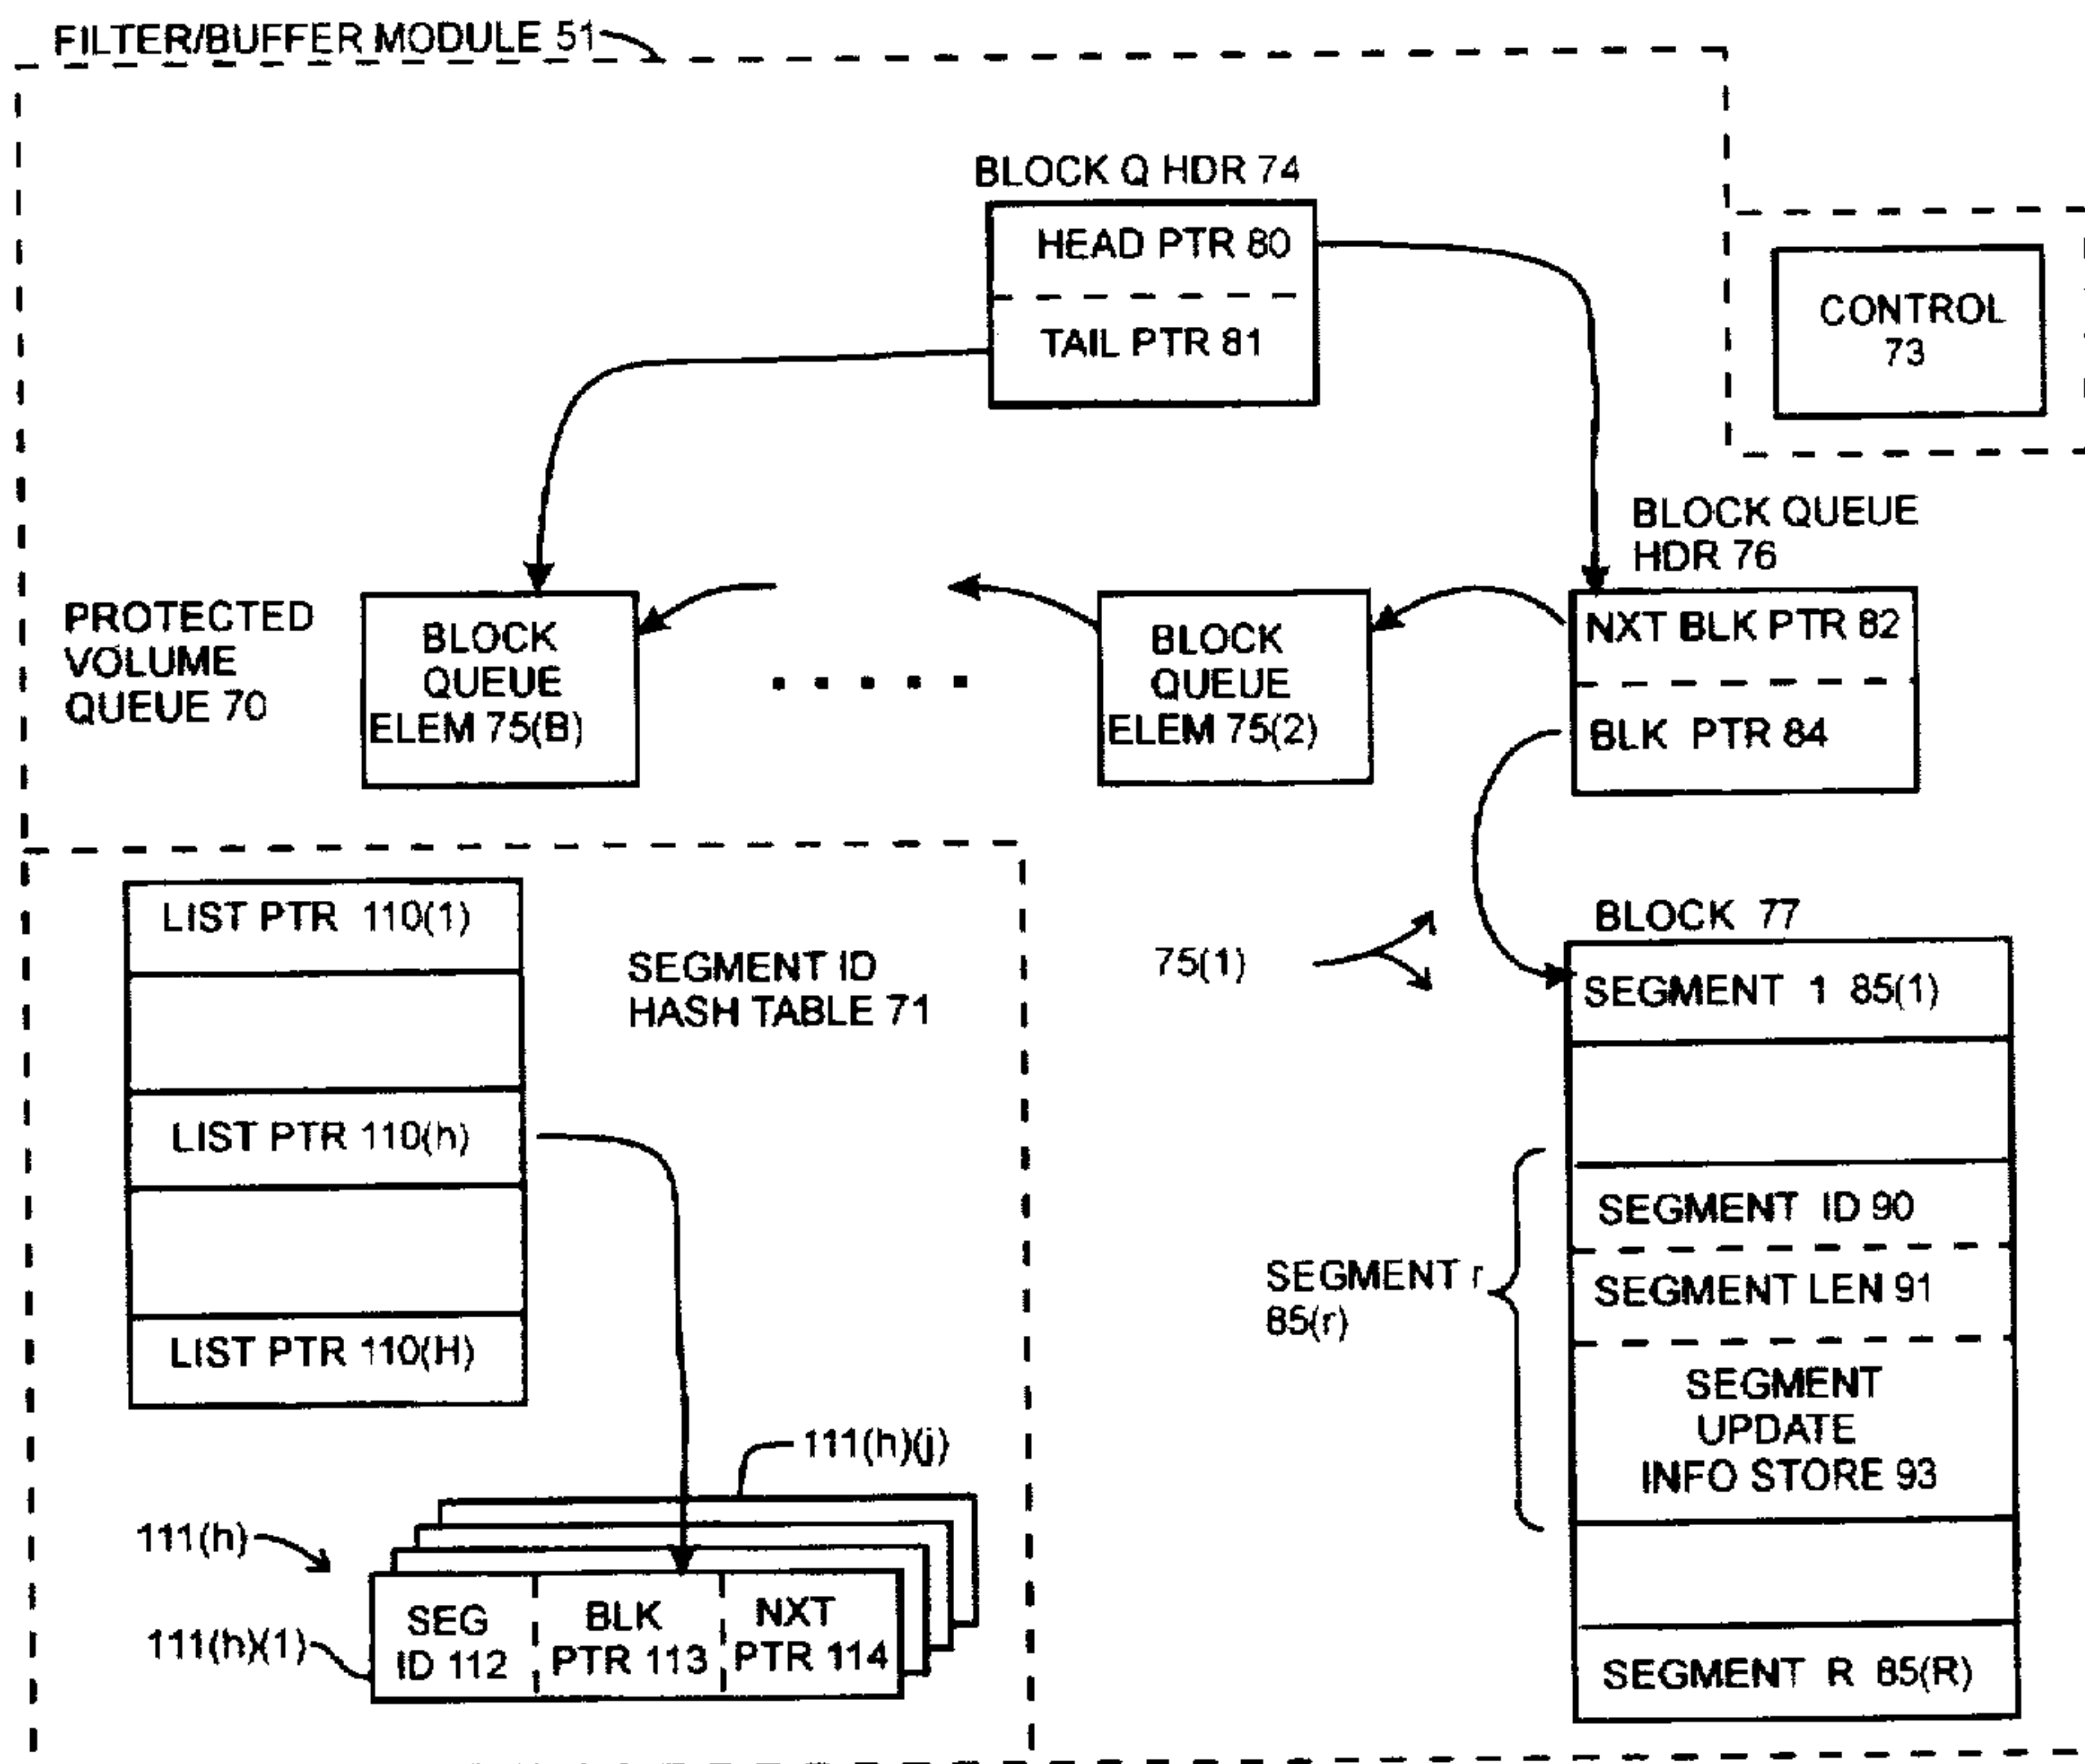 FILTER/BUFFER MODULE 51
BLOCK Q HDR 74
HEAD PTR 80
TAIL PTR 81
CONTROL
73
BLOCK QUEUE
HDR 76
NXT BLK PTR 82
BLK PTR 84
PROTECTED
VOLUME
QUEUE 70
BLOCK
QUEUE
ELEM 75(B)
BLOCK
QUEUE
ELEM 75(2)
LIST PTR 110(1)
LIST PTR 110(h)
LIST PTR 110(H)
SEGMENT ID
HASH TABLE 71
111(h)(j)
111(h)
111(h)(1)
SEG
ID 112
BLK
PTR 113
NXT
PTR 114
75(1)
BLOCK 77
SEGMENT 1 85(1)
SEGMENT r
85(r)
SEGMENT ID 90
SEGMENT LEN 91
SEGMENT
UPDATE
INFO STORE 93
SEGMENT R 85(R)